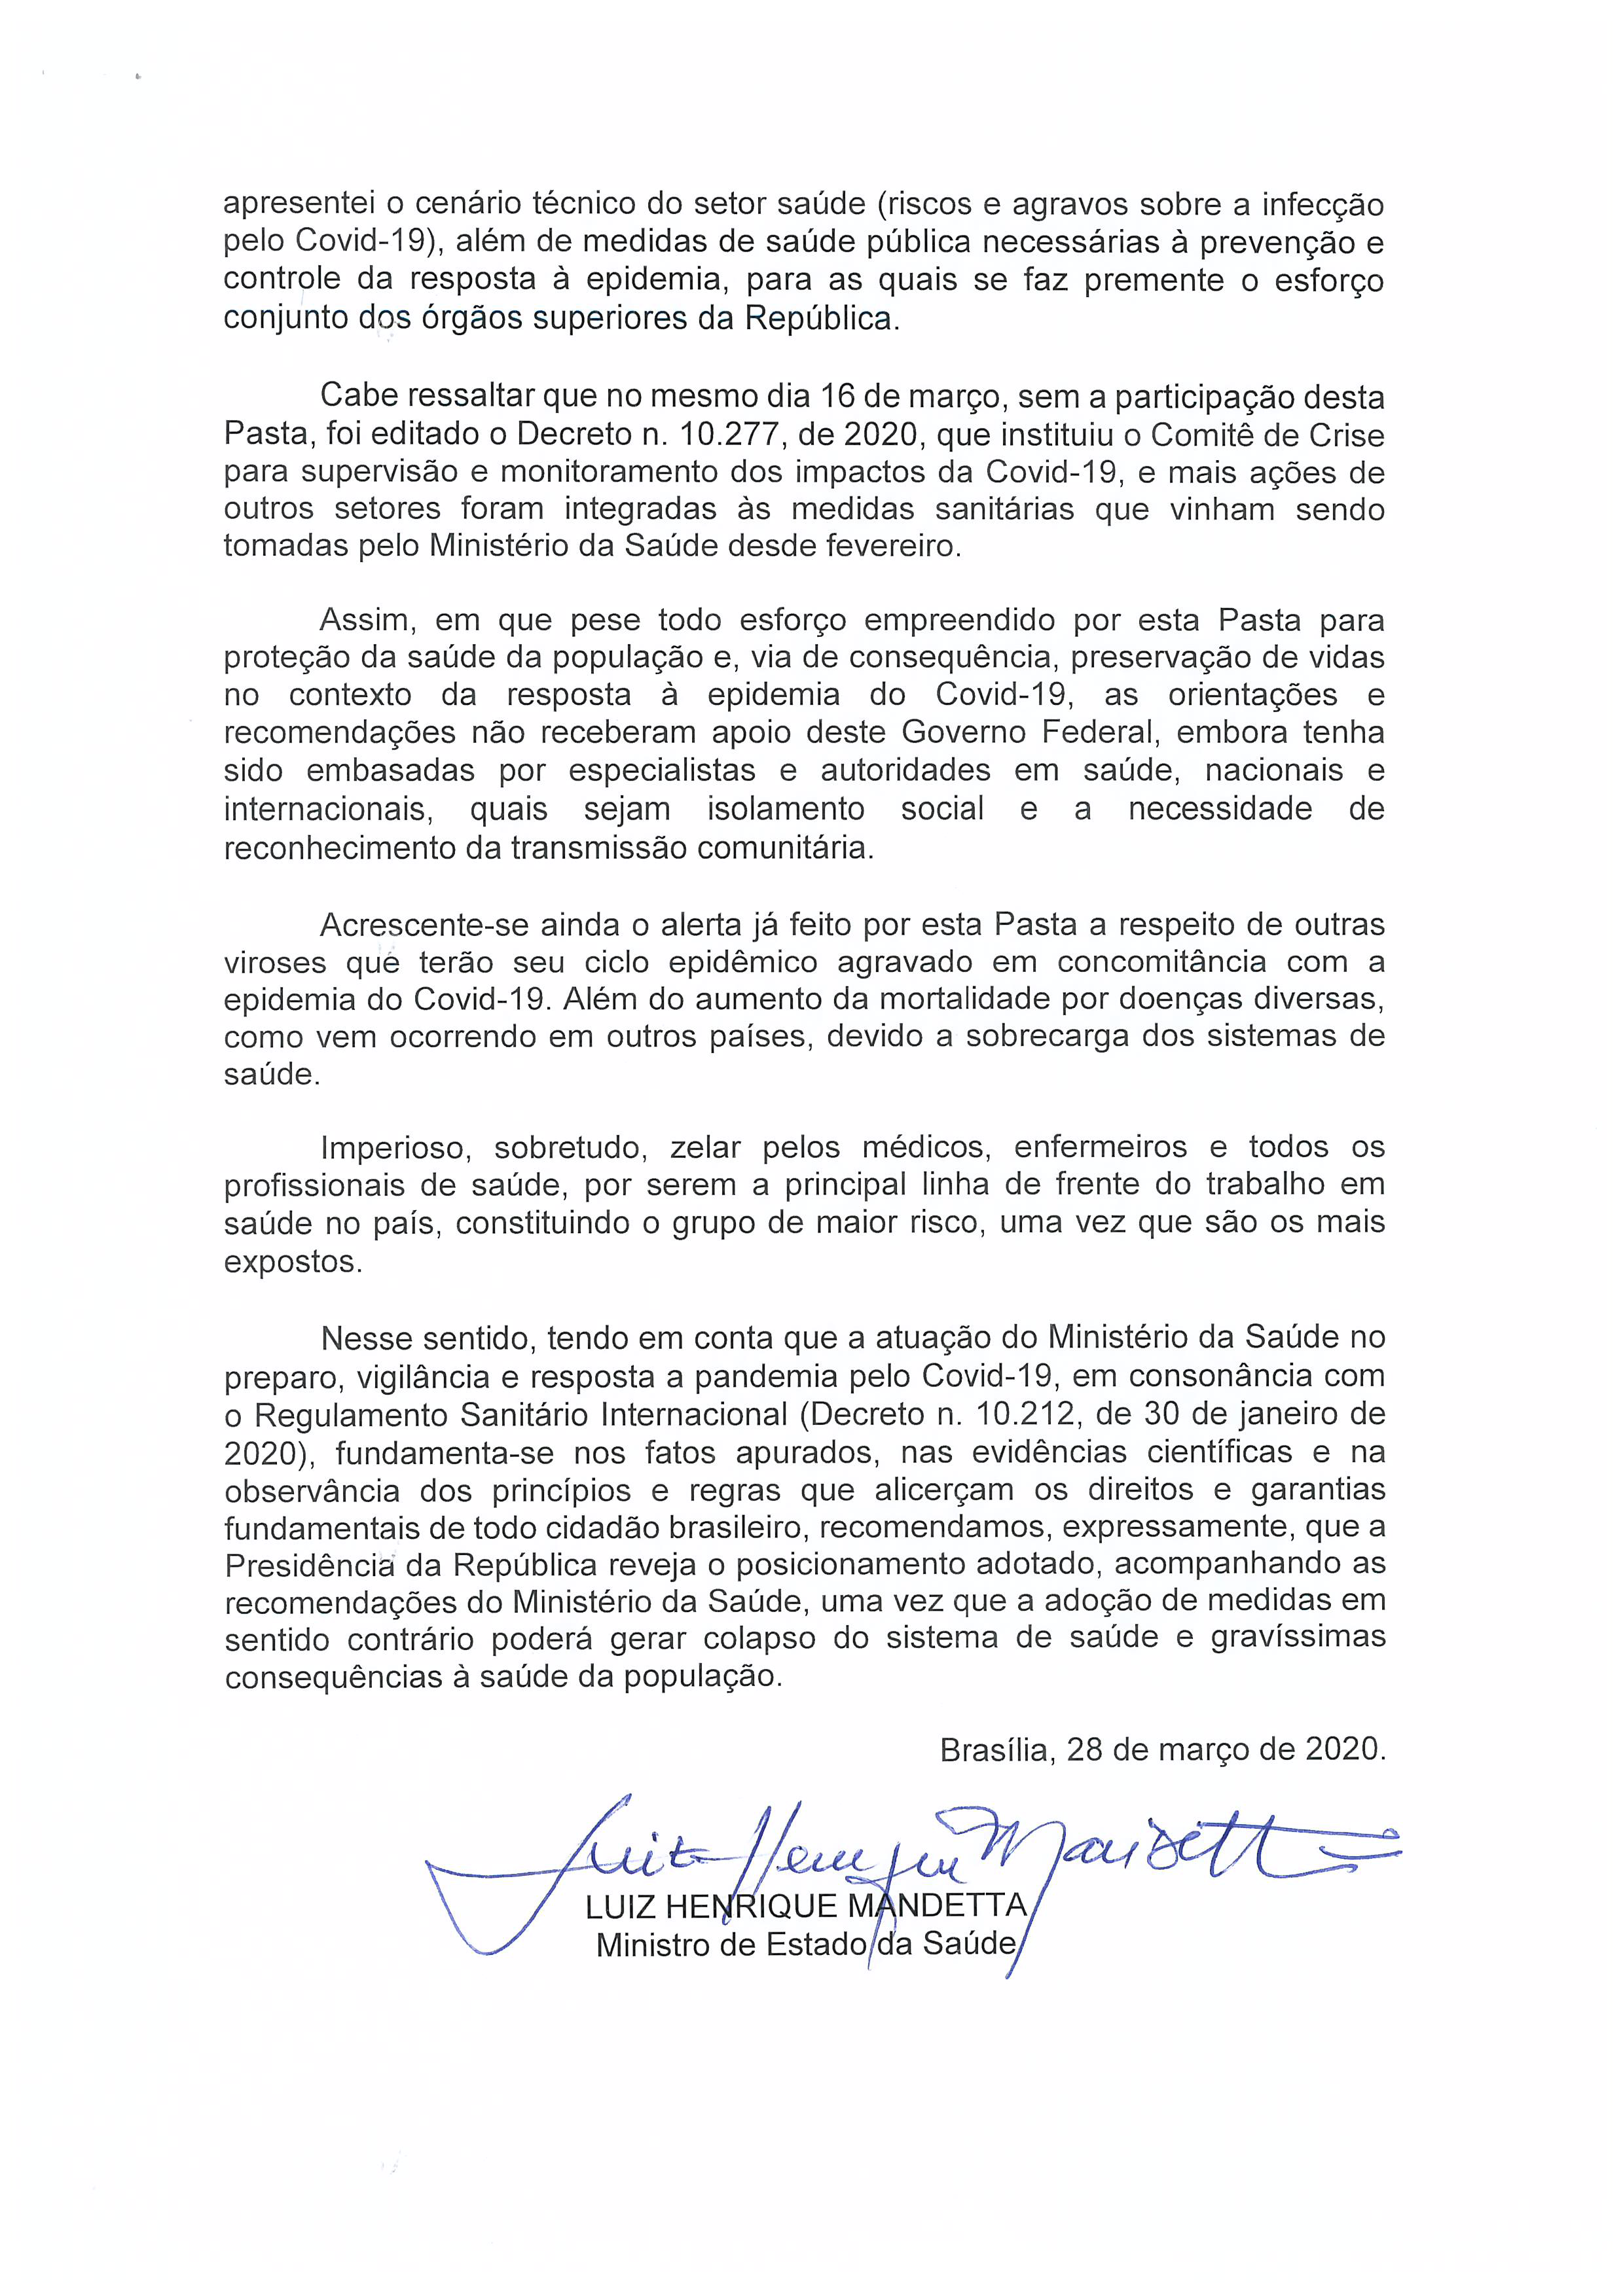 apresentei o cenário técnico do setor saúde (riscos e agravos sobre a infecção
pelo Covid-19), além de medidas de saúde pública necessárias à prevenção e
controle da resposta à epidemia, para as quais se faz premente o esforço
conjunto dos órgãos superiores da República.
Cabe ressaltar que no mesmo dia 16 de março, sem a participação desta
Pasta, foi editado o Decreto n. 10.277, de 2020, que instituiu o Comitê de Crise
para supervisão e monitoramento dos impactos da Covid-19, e mais ações de
outros setores foram integradas às medidas sanitárias que vinham sendo
tomadas pelo Ministério da Saúde desde fevereiro.
Assim, em que pese todo esforço empreendido por esta Pasta para
proteção da saúde da população e, via de consequência, preservação de vidas
no contexto da resposta à epidemia do Covid-19, as orientações e
recomendações não receberam apoio deste Governo Federal, embora tenha
sido embasadas por especialistas e autoridades em saúde, nacionais e
internacionais, quais sejam isolamento social e a necessidade de
reconhecimento da transmissão comunitária.
Acrescente-se ainda o alerta já feito por esta Pasta a respeito de outras
viroses que terão seu ciclo epidêmico agravado em concomitância com a
epidemia do Covid-19. Além do aumento da mortalidade por doenças diversas,
como vem ocorrendo em outros países, devido a sobrecarga dos sistemas de
saúde.
Imperioso, sobretudo, zelar pelos médicos, enfermeiros e todos os
profissionais de saúde, por serem a principal linha de frente do trabalho em
saúde no país, constituindo o grupo de maior risco, uma vez que são os mais
expostos.
Nesse sentido, tendo em conta que a atuação do Ministério da Saúde no
preparo, vigilância e resposta a pandemia pelo Covid-19, em consonância com
o Regulamento Sanitário Internacional (Decreto n. 10.212, de 30 de janeiro de
2020), fundamenta-se nos fatos apurados, nas evidências científicas e na
observância dos princípios e regras que alicerçam os direitos e garantias
fundamentais de todo cidadão brasileiro, recomendamos, expressamente, que a
Presidência da República reveja o posicionamento adotado, acompanhando as
recomendações do Ministério da Saúde, uma vez que a adoção de medidas em
sentido contrário poderá gerar colapso do sistema de saúde e gravíssimas
consequências à saúde da população.
Brasília, 28 de março de 2020.
Luiz Henrique Mandetta
LUIZ HENRIQUE MANDETTA
Ministro de Estado da Saúde